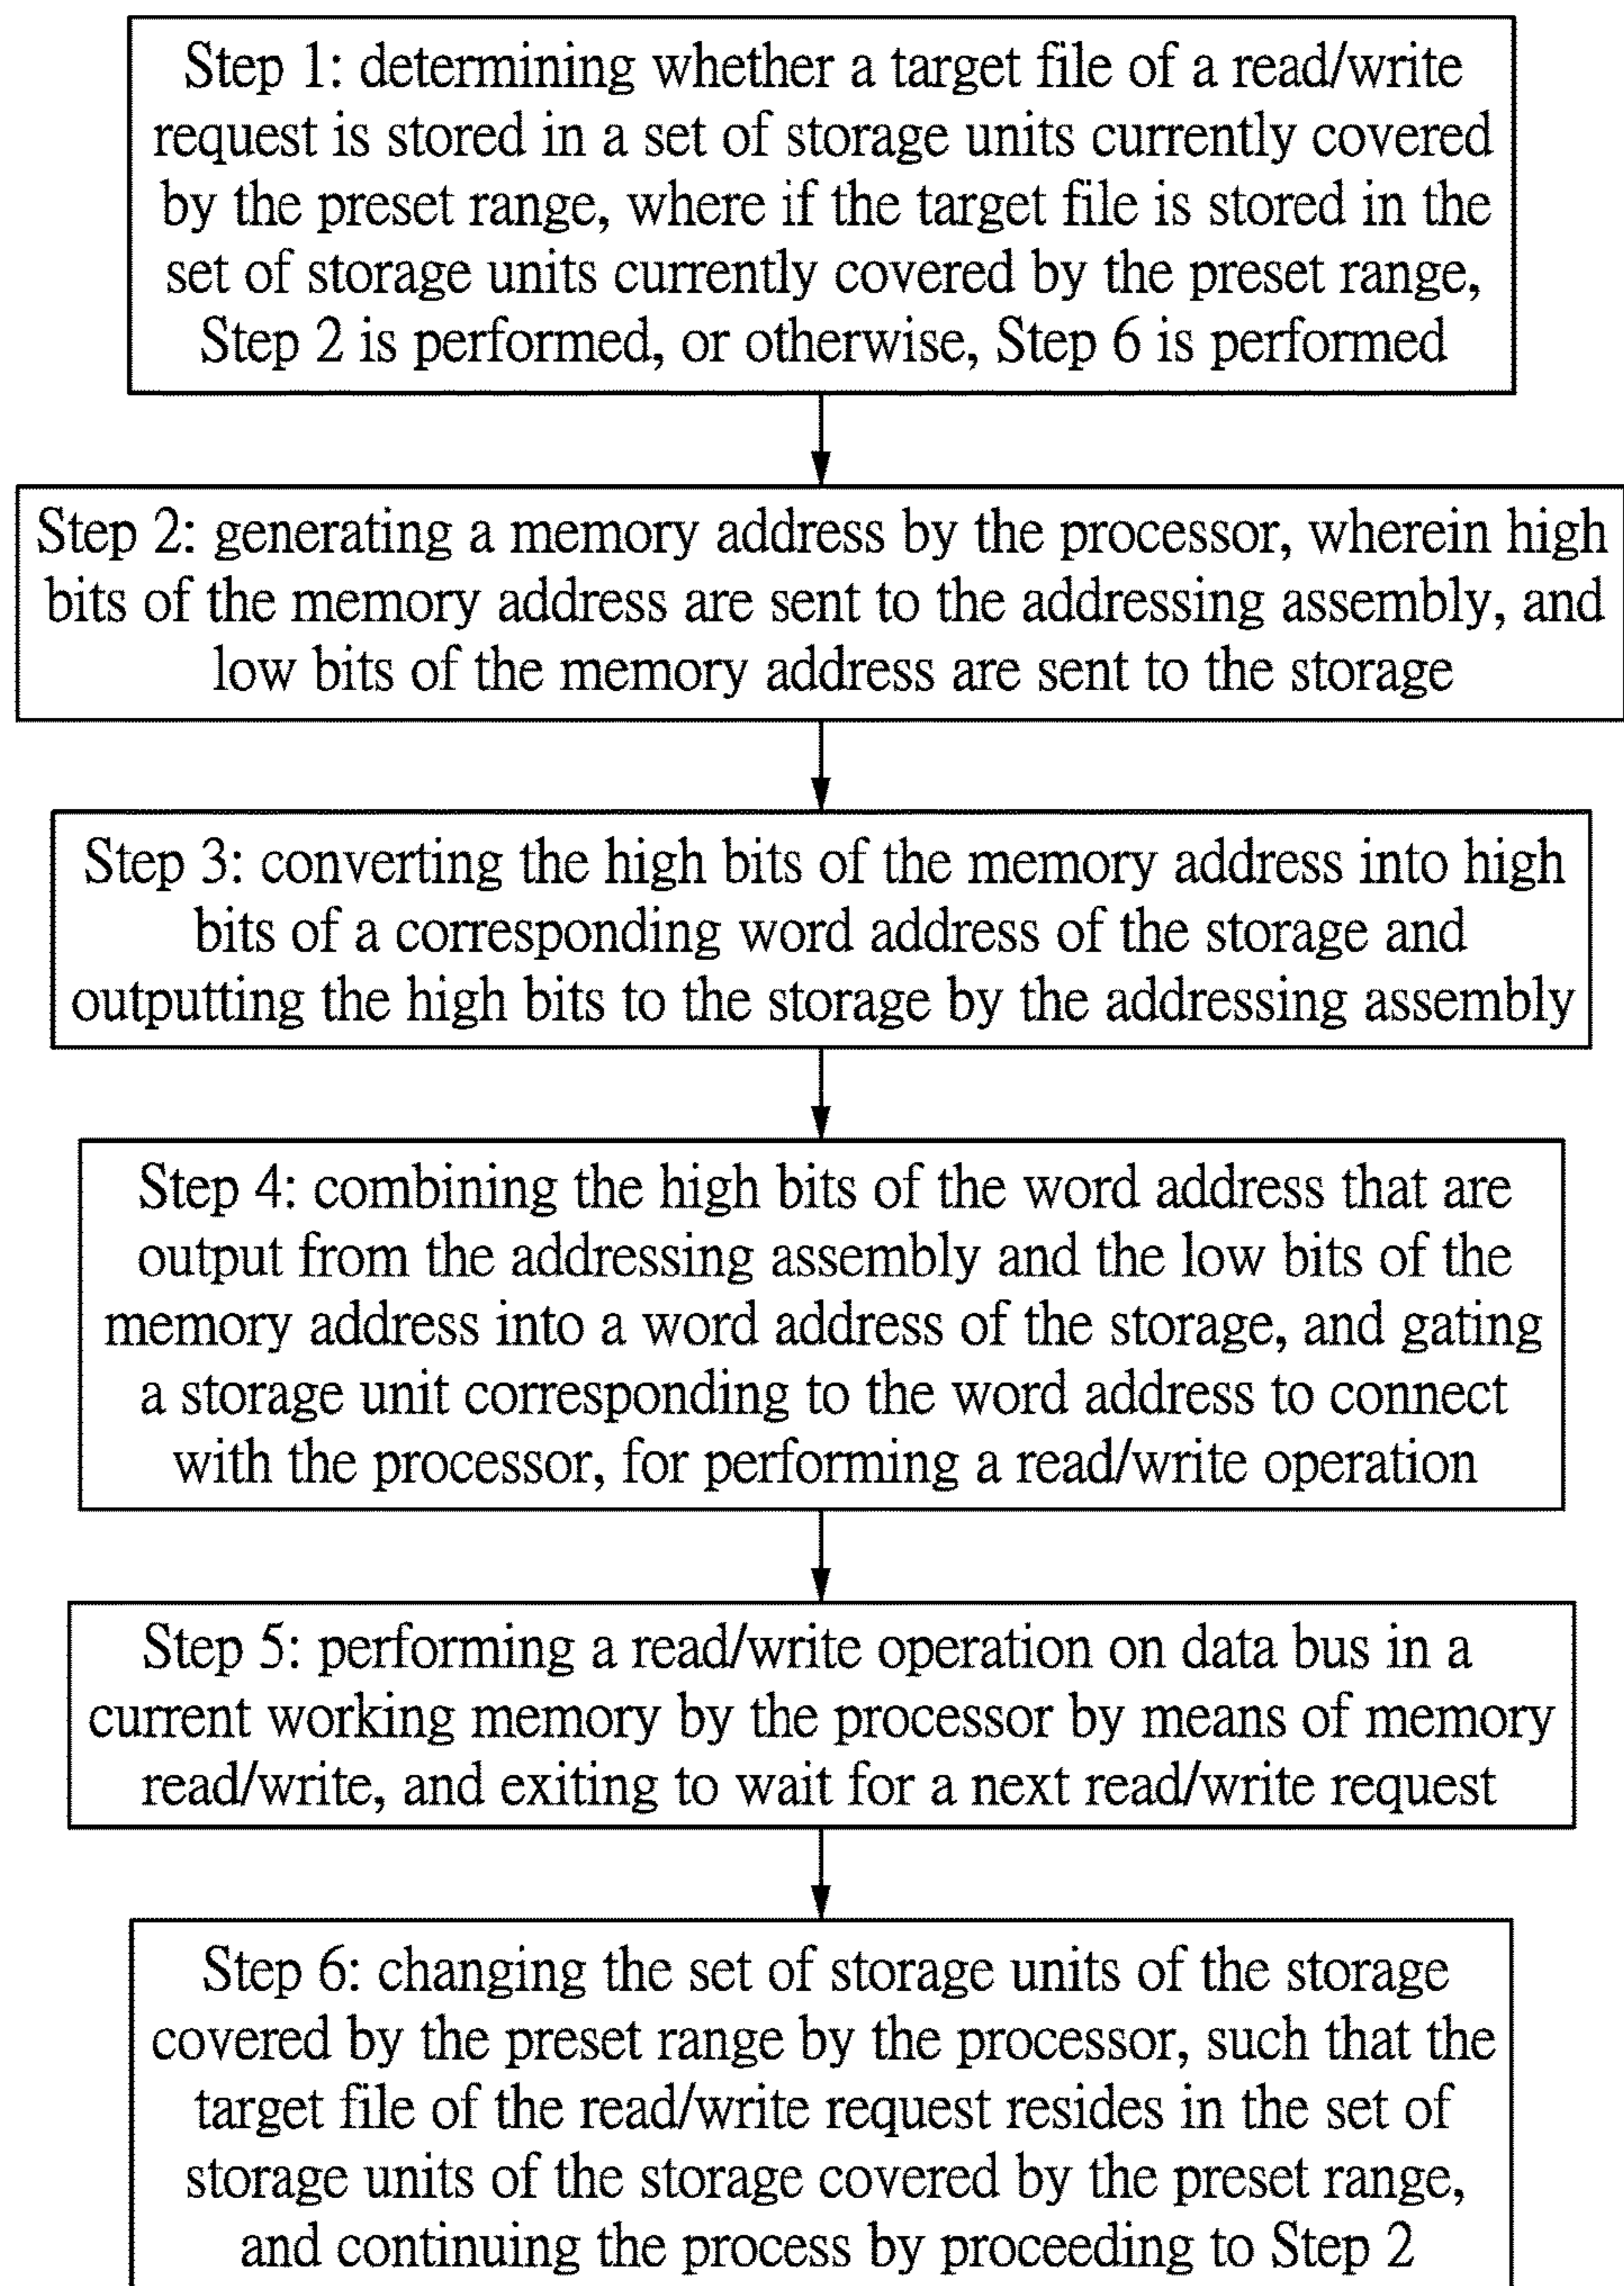 Step 1: determining whether a target file of a read/write
request is stored in a set of storage units currently covered
by the preset range, where if the target file is stored in the
set of storage units currently covered by the preset range,
Step 2 is performed, or otherwise, Step 6 is performed
Step 2: generating a memory address by the processor, wherein high
bits of the memory address are sent to the addressing assembly, and
low bits of the memory address are sent to the storage
Step 3: converting the high bits of the memory address into high
bits of a corresponding word address of the storage and
outputting the high bits to the storage by the addressing assembly
Step 4: combining the high bits of the word address that are
output from the addressing assembly and the low bits of the
memory address into a word address of the storage, and gating
a storage unit corresponding to the word address to connect
with the processor, for performing a read/write operation
Step 5: performing a read/write operation on data bus in a
current working memory by the processor by means of memory
read/write, and exiting to wait for a next read/write request
Step 6: changing the set of storage units of the storage
covered by the preset range by the processor, such that the
target file of the read/write request resides in the set of
storage units of the storage covered by the preset range,
and continuing the process by proceeding to Step 2